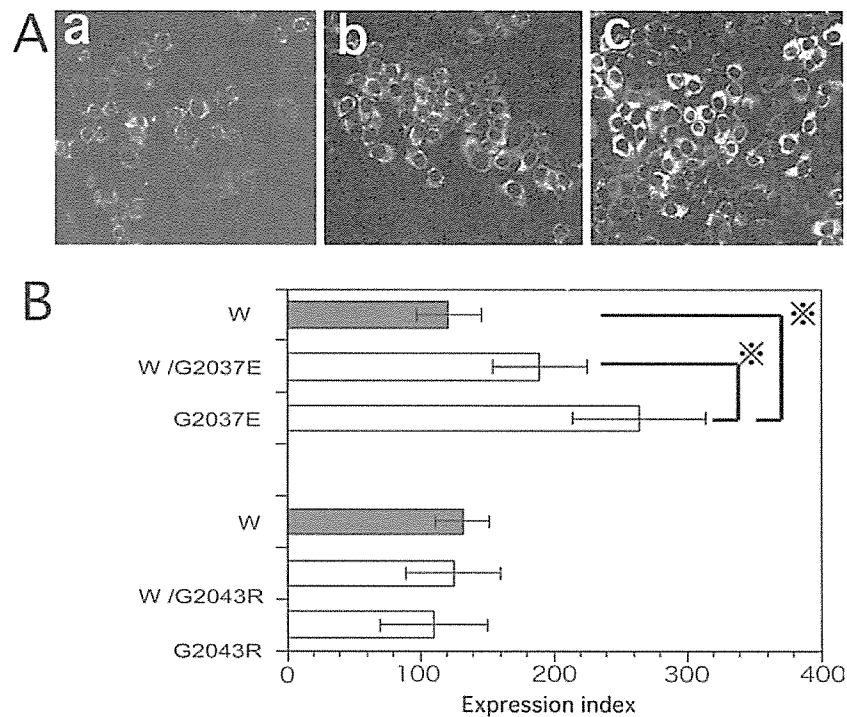 A a b c
B
W ※
W /G2037E ※
G2037E
W
W /G2043R
G2043R
0 100 200 300 400
Expression index